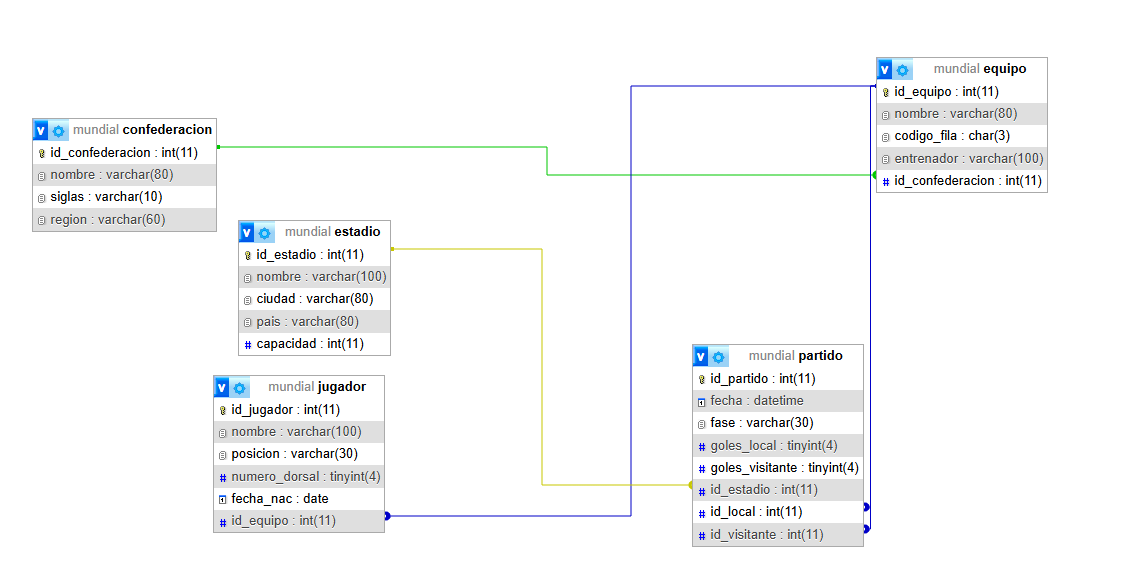 v mundial confederacion
id_confederacion : int(11)
nombre : varchar(80)
siglas : varchar(10)
region : varchar(60)
v mundial estadio
id_estadio : int(11)
nombre : varchar(100)
ciudad : varchar(80)
pais : varchar(80)
# capacidad : int(11)
v mundial jugador
id_jugador : int(11)
nombre : varchar(100)
posicion : varchar(30)
# numero_dorsal : tinyint(4)
fecha_nac : date
# id_equipo : int(11)
v mundial equipo
id_equipo : int(11)
nombre : varchar(80)
codigo_fila : char(3)
entrenador : varchar(100)
# id_confederacion : int(11)
v mundial partido
id_partido : int(11)
fecha : datetime
fase : varchar(30)
# goles_local : tinyint(4)
# goles_visitante : tinyint(4)
# id_estadio : int(11)
# id_local : int(11)
# id_visitante : int(11)